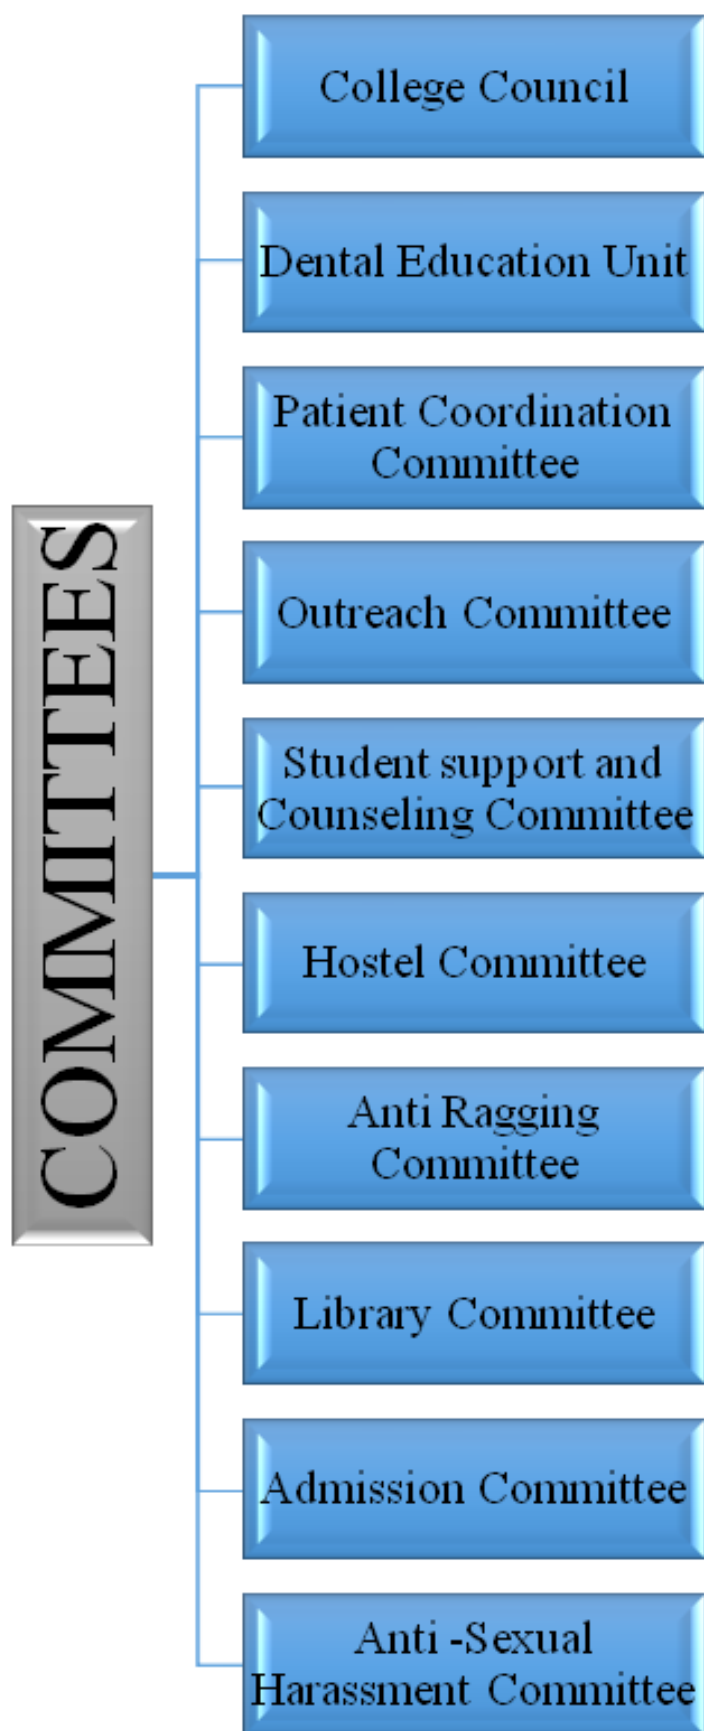 COMMITTEES
College Council
Dental Education Unit
Patient Coordination
Committee
Outreach Committee
Student support and
Counseling Committee
Hostel Committee
Anti Ragging
Committee
Library Committee
Admission Committee
Anti -Sexual
Harassment Committee